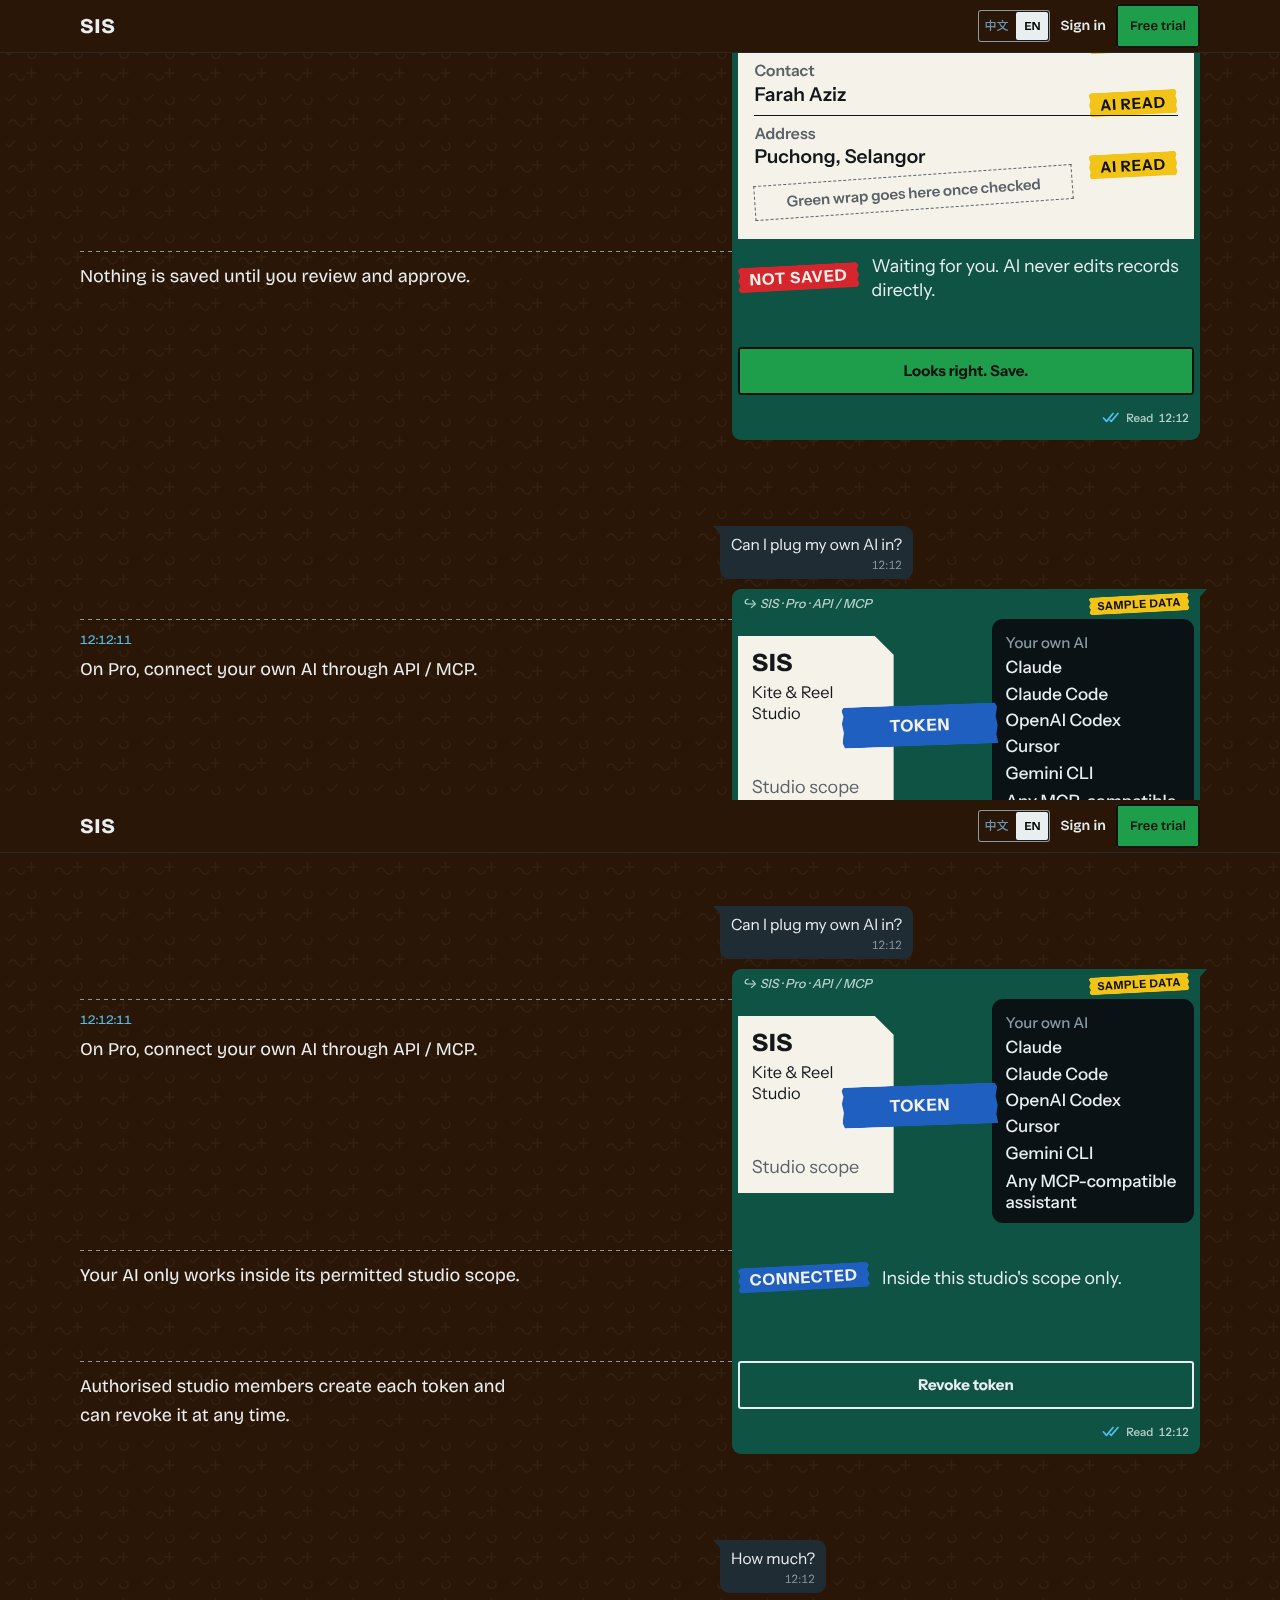 SIS
中文
EN
Sign in
Free trial
Contact
Farah Aziz
AI READ
Address
Puchong, Selangor
AI READ
Green wrap goes here once checked
Nothing is saved until you review and approve.
NOT SAVED
Waiting for you. AI never edits records
directly.
Looks right. Save.
Read 12:12
Can I plug my own AI in?
12:12
SIS · Pro · API / MCP
SAMPLE DATA
12:12:11
On Pro, connect your own AI through API / MCP.
SIS
Kite & Reel
Studio
Studio scope
TOKEN
Your own AI
Claude
Claude Code
OpenAI Codex
Cursor
Gemini CLI
Any MCP-compatible
SIS
中文
EN
Sign in
Free trial
Can I plug my own AI in?
12:12
SIS · Pro · API / MCP
SAMPLE DATA
12:12:11
On Pro, connect your own AI through API / MCP.
SIS
Kite & Reel
Studio
Studio scope
TOKEN
Your own AI
Claude
Claude Code
OpenAI Codex
Cursor
Gemini CLI
Any MCP-compatible
assistant
Your AI only works inside its permitted studio scope.
CONNECTED
Inside this studio's scope only.
Authorised studio members create each token and
can revoke it at any time.
Revoke token
Read 12:12
How much?
12:12